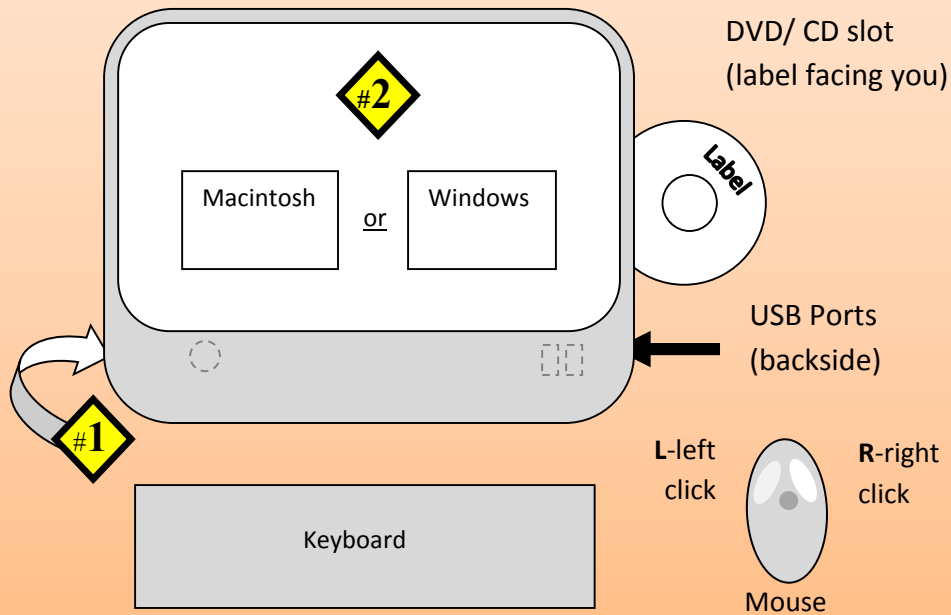 DVD/ CD slot
(label facing you)
#2
Label
Macintosh
or
Windows
USB Ports
(backside)
#1
L-left
click
R-right
click
Keyboard
Mouse